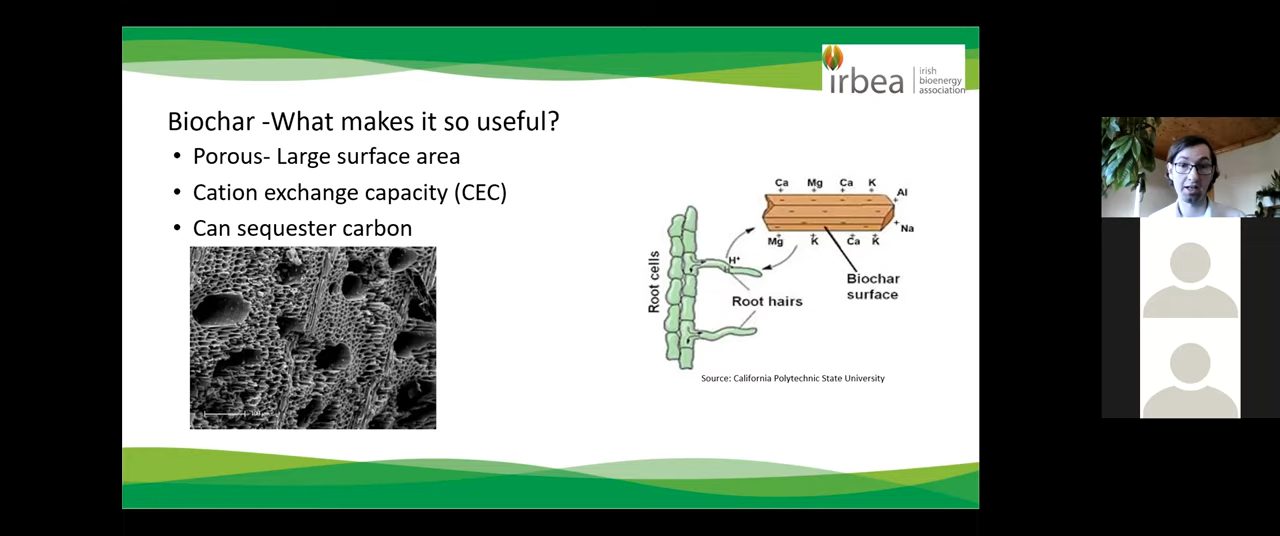 irbea
irish
bioenergy
association
Biochar -What makes it so useful?
• Porous- Large surface area
• Cation exchange capacity (CEC)
• Can sequester carbon
Ca Mg Ca K
+ + + +
Al
+
+
Na
+ + + +
Mg K Ca K
H+
Root cells
Root hairs
Biochar
surface
Source: California Polytechnic State University